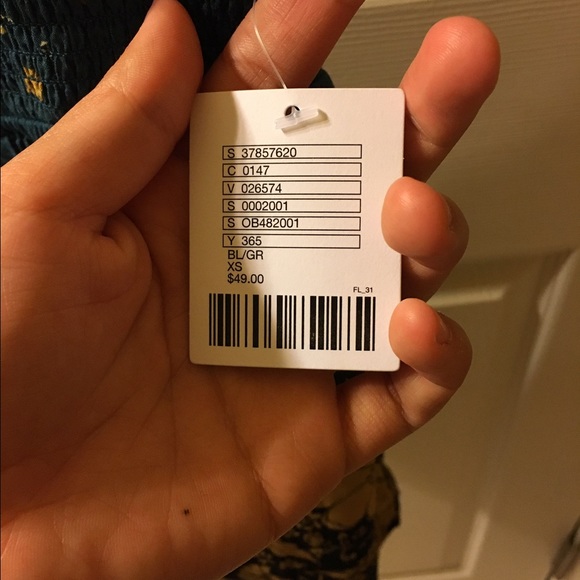 S 37857620
C 0147
V 026574
S 0002001
S OB482001
Y 365
BL/GR
XS
$49.00
FL_31